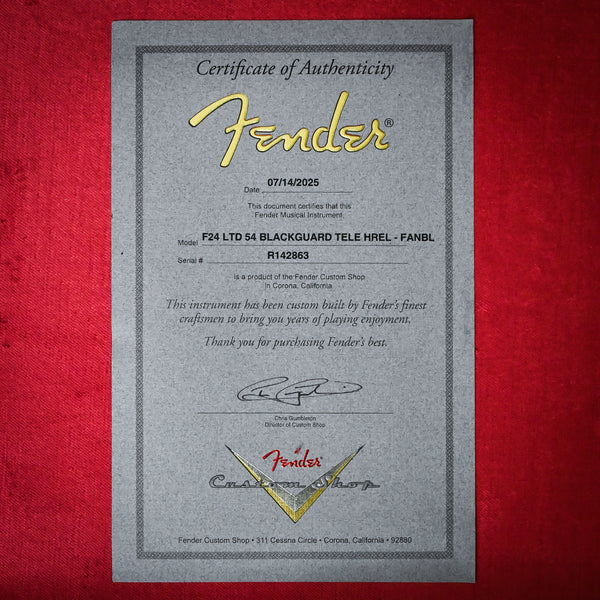 Certificate of Authenticity
Fender®
Date 07/14/2025
This document certifies that this
Fender Musical Instrument
Model F24 LTD 54 BLACKGUARD TELE HREL - FANBL
Serial # R142863
is a product of the Fender Custom Shop
in Corona, California
This instrument has been custom built by Fender's finest
craftsmen to bring you years of playing enjoyment.
Thank you for purchasing Fender's best.
Chris Gumbleton
Director of Custom Shop
Fender
Custom Shop
Fender Custom Shop • 311 Cessna Circle • Corona, California • 92880